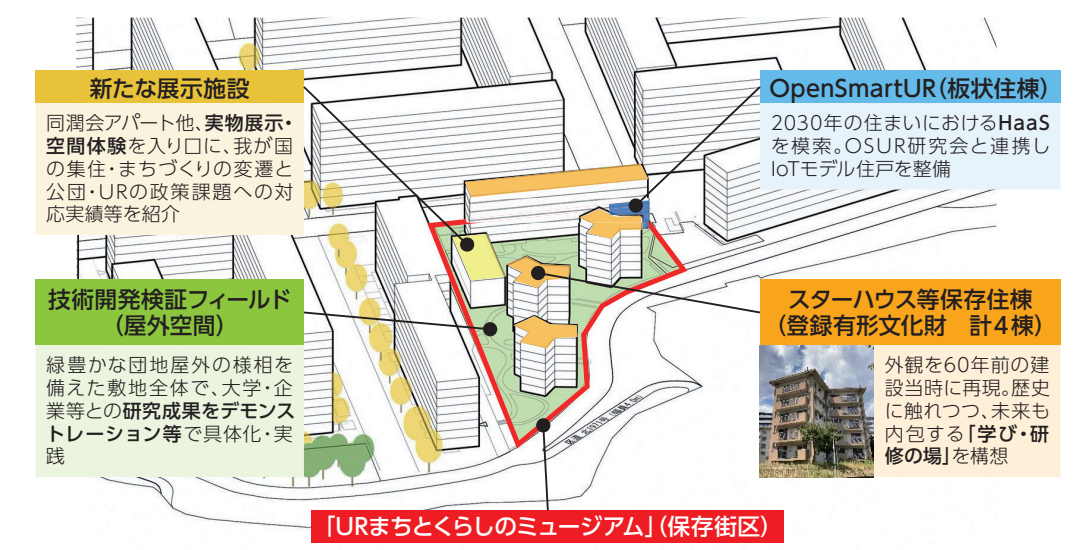 新たな展示施設
同潤会アパート他、実物展示・
空間体験を入り口に、我が国
の集住・まちづくりの変遷と
公団・URの政策課題への対
応実績等を紹介
OpenSmartUR(板状住棟)
2030年の住まいにおけるHaaS
を模索。OSUR研究会と連携し
IoTモデル住戸を整備
技術開発検証フィールド
(屋外空間)
緑豊かな団地屋外の様相を
備えた敷地全体で、大学・企
業等との研究成果をデモンス
トレーション等で具体化・実
践
スターハウス等保存住棟
(登録有形文化財　計4棟)
外観を60年前の建
設当時に再現。歴史
に触れつつ、未来も
内包する「学び・研
修の場」を構想
「URまちとくらしのミュージアム」(保存街区)